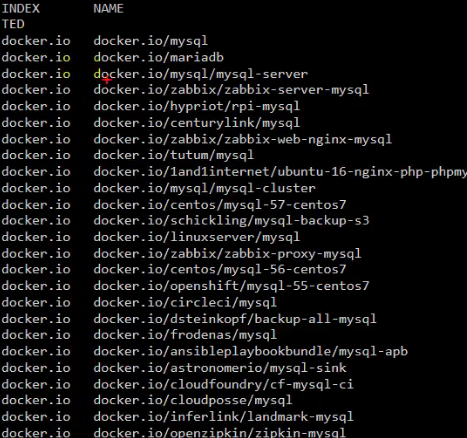 INDEX NAME
TED
docker.io docker.io/mysql
docker.io docker.io/mariadb
docker.io docker.io/mysql/mysql-server
docker.io docker.io/zabbix/zabbix-server-mysql
docker.io docker.io/hypriot/rpi-mysql
docker.io docker.io/centurylink/mysql
docker.io docker.io/zabbix/zabbix-web-nginx-mysql
docker.io docker.io/tutum/mysql
docker.io docker.io/1and1internet/ubuntu-16-nginx-php-phpmy
docker.io docker.io/mysql/mysql-cluster
docker.io docker.io/centos/mysql-57-centos7
docker.io docker.io/schickling/mysql-backup-s3
docker.io docker.io/linuxserver/mysql
docker.io docker.io/zabbix/zabbix-proxy-mysql
docker.io docker.io/centos/mysql-56-centos7
docker.io docker.io/openshift/mysql-55-centos7
docker.io docker.io/circleci/mysql
docker.io docker.io/dsteinkopf/backup-all-mysql
docker.io docker.io/frodenas/mysql
docker.io docker.io/ansibleplaybookbundle/mysql-apb
docker.io docker.io/astronomerio/mysql-sink
docker.io docker.io/cloudfoundry/cf-mysql-ci
docker.io docker.io/cloudposse/mysql
docker.io docker.io/inferlink/landmark-mysql
docker.io docker.io/openzipkin/zipkin-mysql